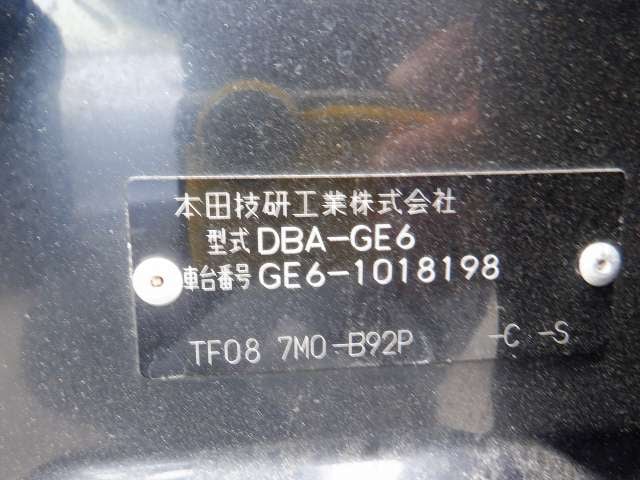 本田技研工業株式会社
型式 DBA-GE6
車台番号 GE6-1018198
TF08 7M0-B92P -C -S